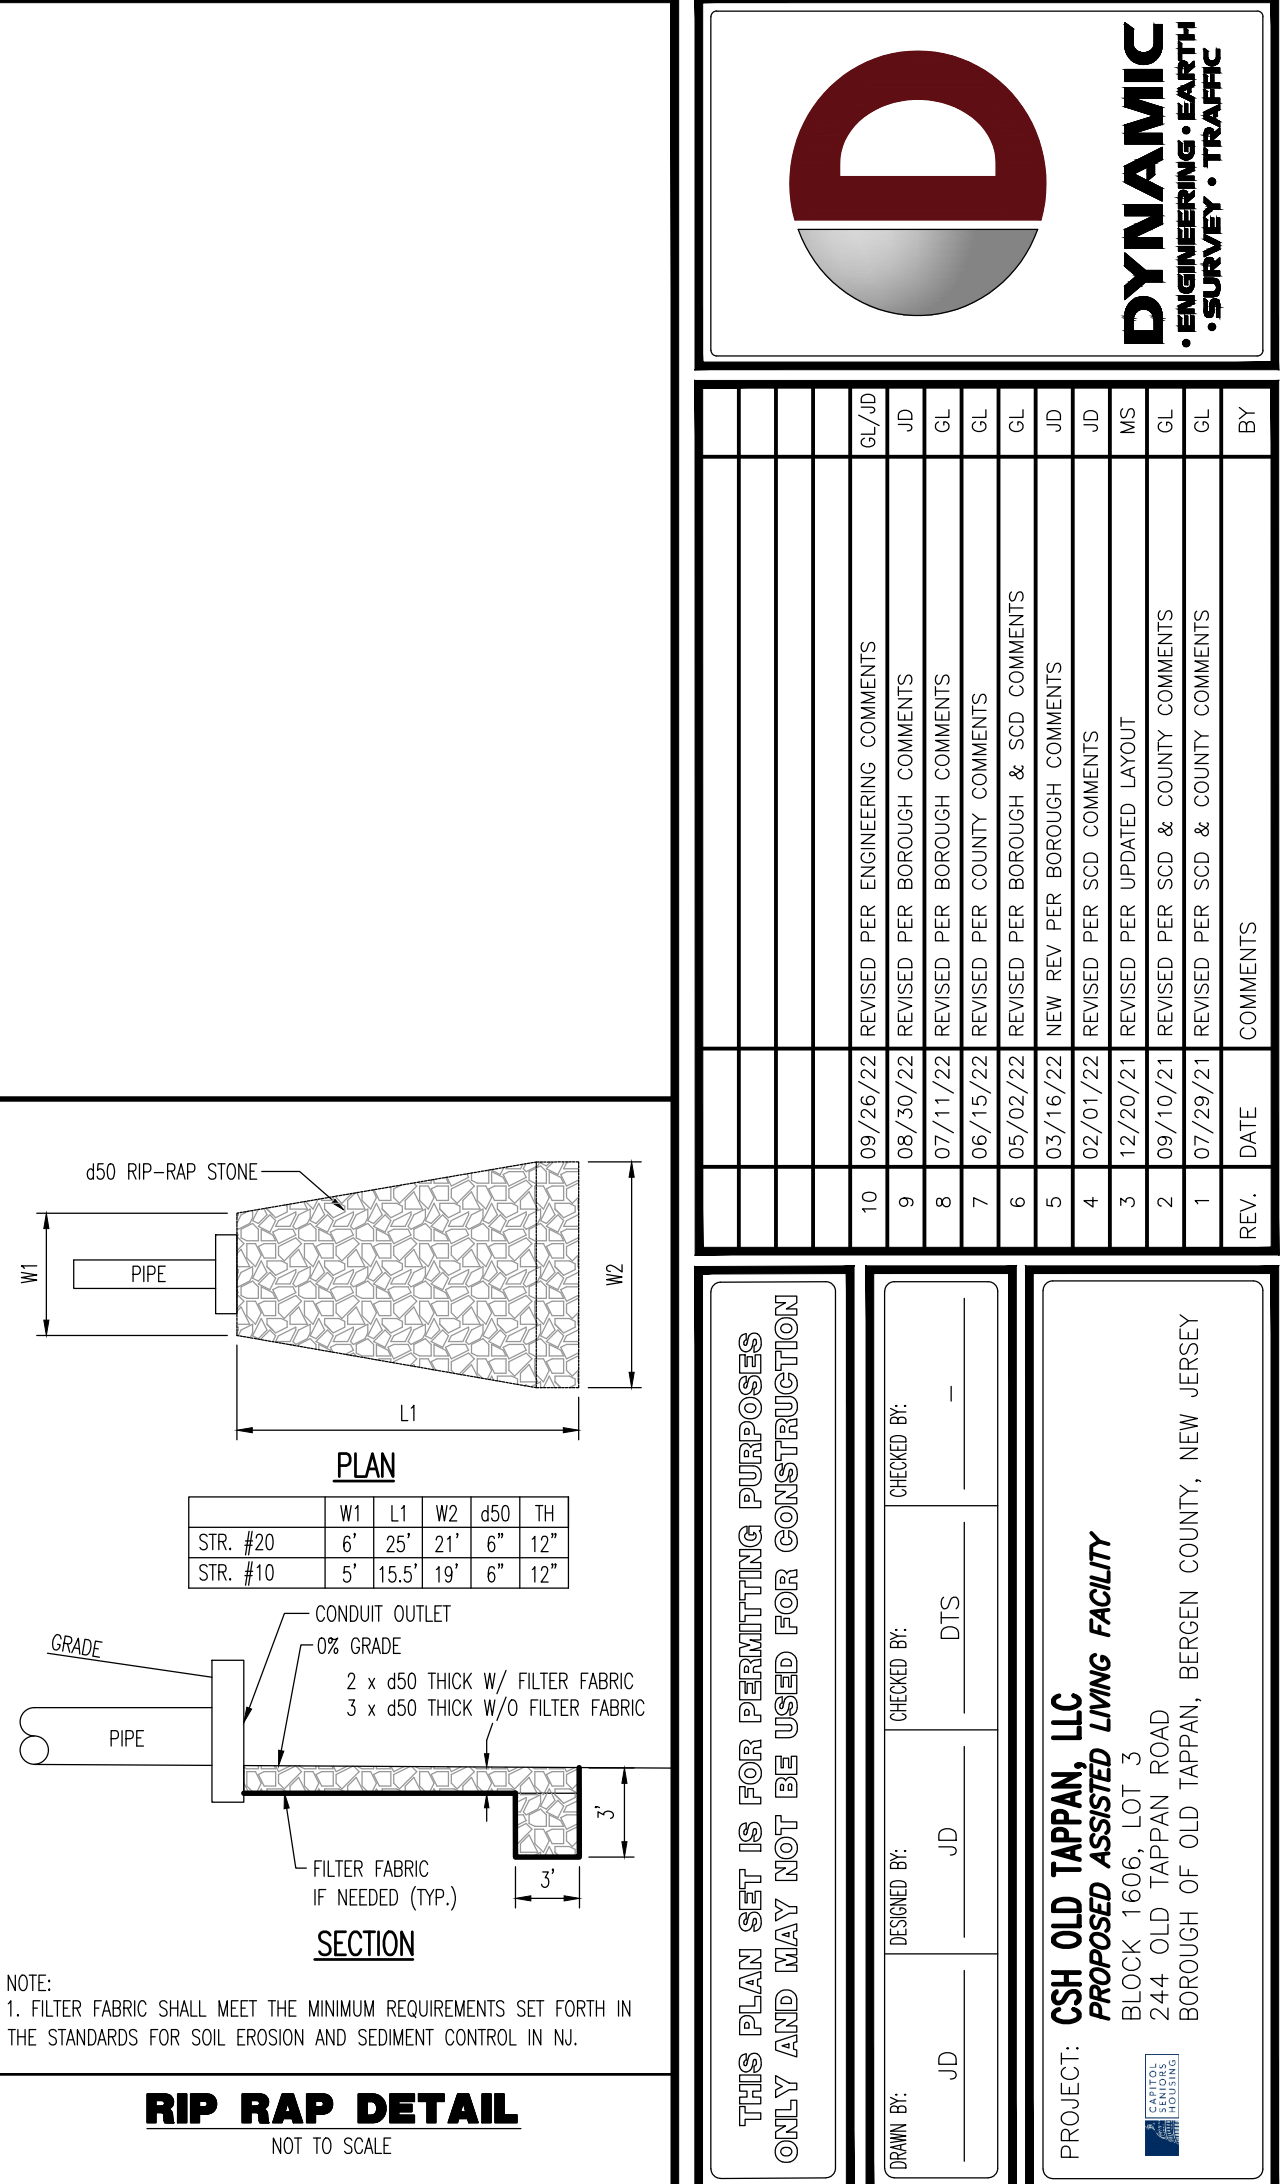 d50 RIP-RAP STONE
W1
PIPE
W2
L1
PLAN
W1 L1 W2 d50 TH
STR. #20 6' 25' 21' 6" 12"
STR. #10 5' 15.5' 19' 6" 12"
CONDUIT OUTLET
GRADE
0% GRADE
2 x d50 THICK W/ FILTER FABRIC
3 x d50 THICK W/O FILTER FABRIC
PIPE
3'
3'
FILTER FABRIC
IF NEEDED (TYP.)
SECTION
NOTE:
1. FILTER FABRIC SHALL MEET THE MINIMUM REQUIREMENTS SET FORTH IN
THE STANDARDS FOR SOIL EROSION AND SEDIMENT CONTROL IN NJ.
RIP RAP DETAIL
NOT TO SCALE
DYNAMIC
• ENGINEERING • EARTH
• SURVEY • TRAFFIC
10 09/26/22 REVISED PER ENGINEERING COMMENTS GL/JD
9 08/30/22 REVISED PER BOROUGH COMMENTS JD
8 07/11/22 REVISED PER BOROUGH COMMENTS GL
7 06/15/22 REVISED PER COUNTY COMMENTS GL
6 05/02/22 REVISED PER BOROUGH & SCD COMMENTS GL
5 03/16/22 NEW REV PER BOROUGH COMMENTS JD
4 02/01/22 REVISED PER SCD COMMENTS JD
3 12/20/21 REVISED PER UPDATED LAYOUT MS
2 09/10/21 REVISED PER SCD & COUNTY COMMENTS GL
1 07/29/21 REVISED PER SCD & COUNTY COMMENTS GL
REV. DATE COMMENTS BY
THIS PLAN SET IS FOR PERMITTING PURPOSES
ONLY AND MAY NOT BE USED FOR CONSTRUCTION
DRAWN BY:
JD
DESIGNED BY:
JD
CHECKED BY:
DTS
CHECKED BY:
–
PROJECT: CSH OLD TAPPAN, LLC
PROPOSED ASSISTED LIVING FACILITY
BLOCK 1606, LOT 3
244 OLD TAPPAN ROAD
BOROUGH OF OLD TAPPAN, BERGEN COUNTY, NEW JERSEY
CAPITOL
SENIORS
HOUSING